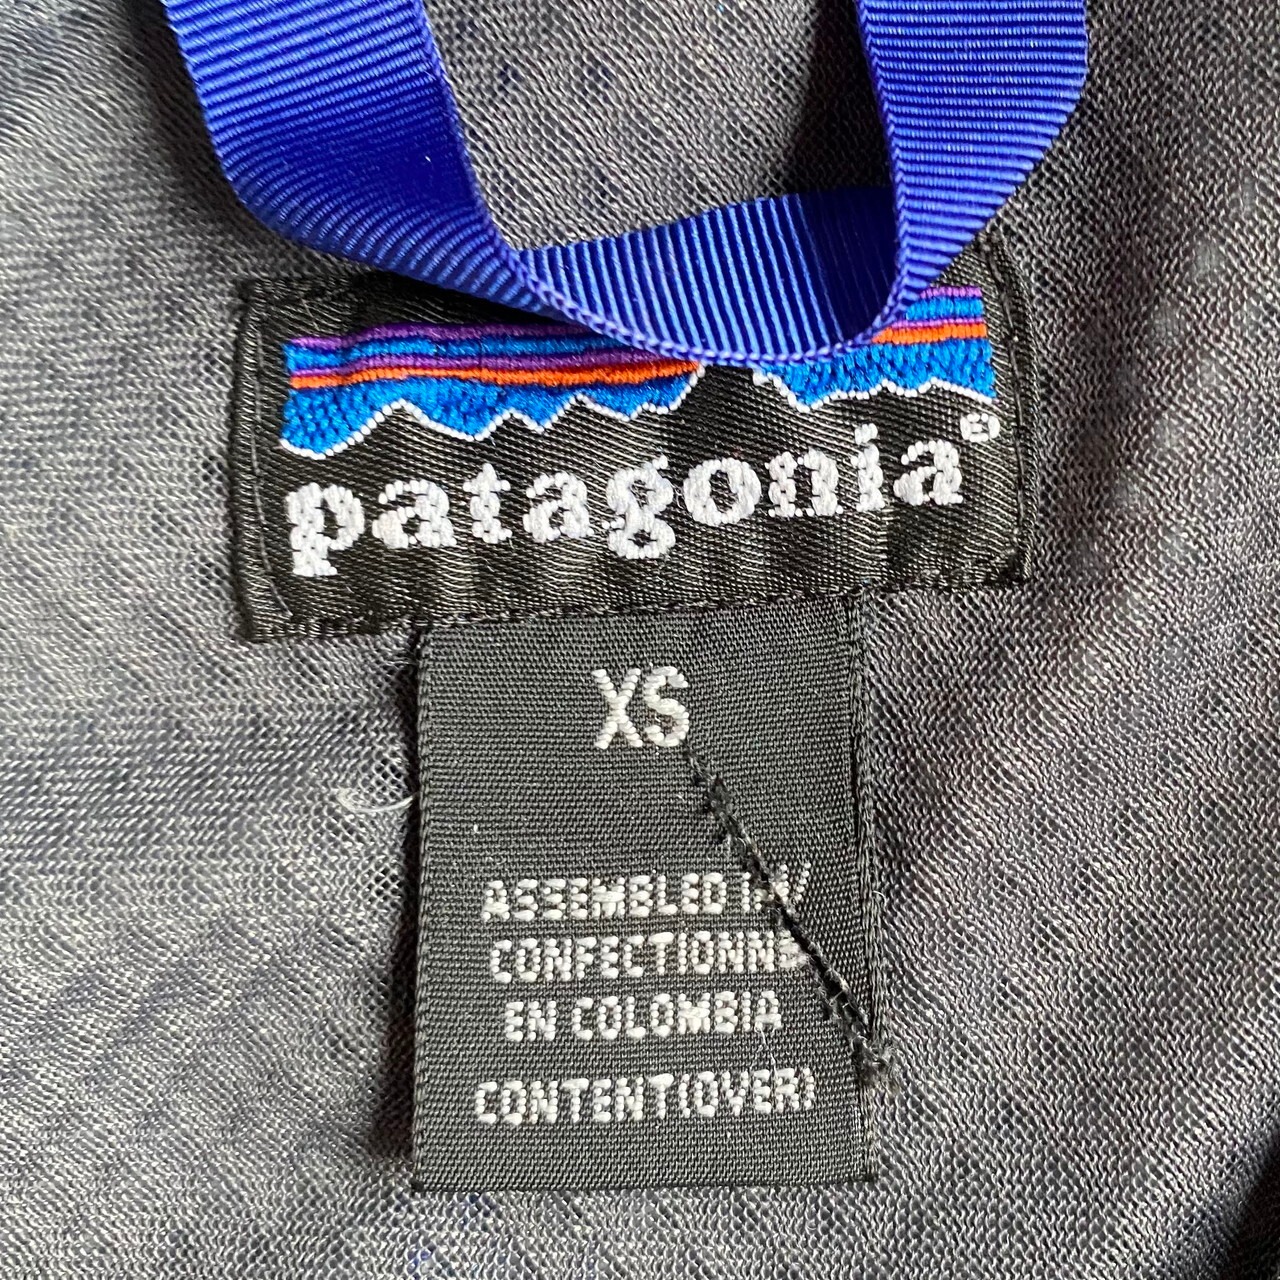 patagonia®
XS
ASSEMBLED IN/
CONFECTIONNE
EN COLOMBIA
CONTENT(OVER)